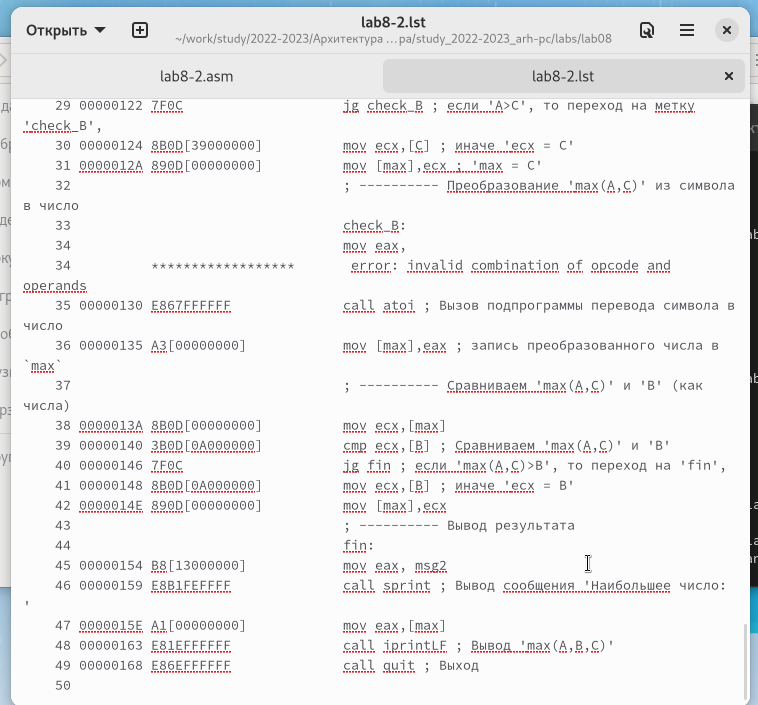 Открыть
lab8-2.lst
~/work/study/2022-2023/Архитектура ...pa/study_2022-2023_arh-pc/labs/lab08
lab8-2.asm
lab8-2.lst
29 00000122 7F0C jg check_B ; если 'A>C', то переход на метку
'check_B',
30 00000124 8B0D[39000000] mov ecx,[C] ; иначе 'ecx = C'
31 0000012A 890D[00000000] mov [max],ecx ; 'max = C'
32 ; ---------- Преобразование 'max(A,C)' из символа
в число
33 check_B:
34 mov eax,
34 ****************** error: invalid combination of opcode and
operands
35 00000130 E867FFFFFF call atoi ; Вызов подпрограммы перевода символа в
число
36 00000135 A3[00000000] mov [max],eax ; запись преобразованного числа в
`max`
37 ; ---------- Сравниваем 'max(A,C)' и 'B' (как
числа)
38 0000013A 8B0D[00000000] mov ecx,[max]
39 00000140 3B0D[0A000000] cmp ecx,[B] ; Сравниваем 'max(A,C)' и 'B'
40 00000146 7F0C jg fin ; если 'max(A,C)>B', то переход на 'fin',
41 00000148 8B0D[0A000000] mov ecx,[B] ; иначе 'ecx = B'
42 0000014E 890D[00000000] mov [max],ecx
43 ; ---------- Вывод результата
44 fin:
45 00000154 B8[13000000] mov eax, msg2
46 00000159 E8B1FEFFFF call sprint ; Вывод сообщения 'Наибольшее число:
'
47 0000015E A1[00000000] mov eax,[max]
48 00000163 E81EFFFFFF call iprintLF ; Вывод 'max(A,B,C)'
49 00000168 E86EFFFFFF call quit ; Выход
50